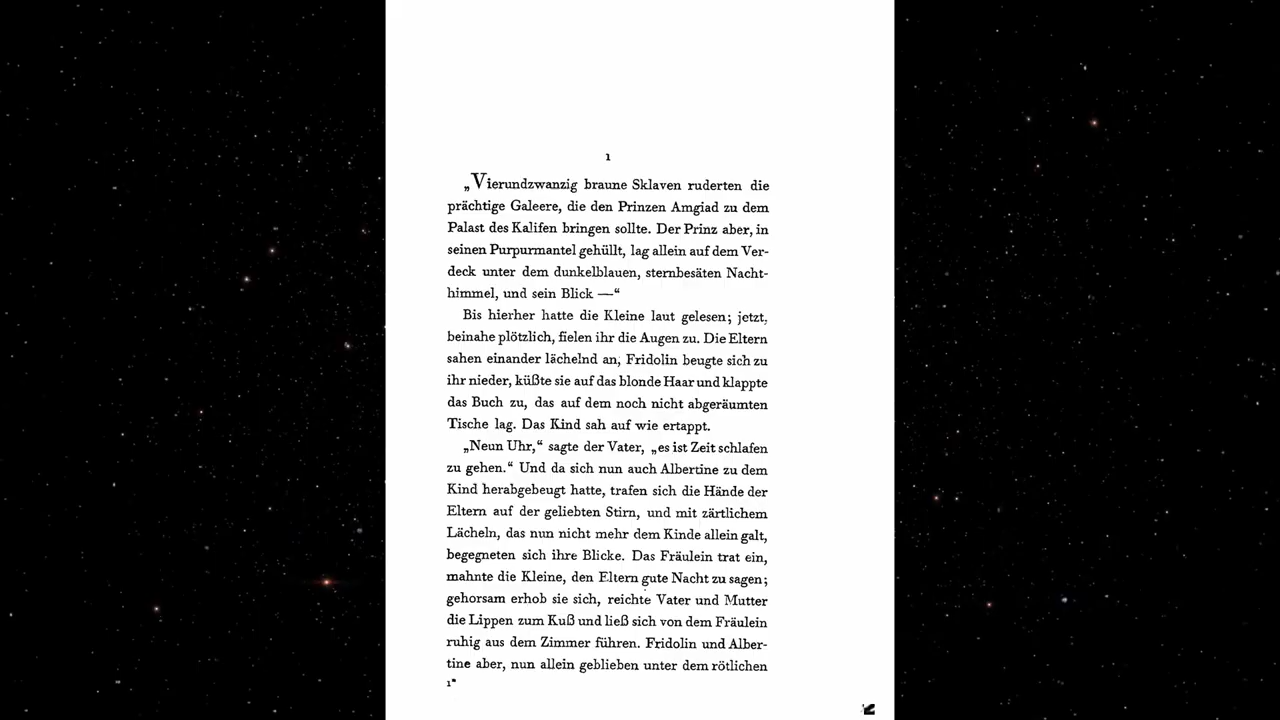 1
„Vierundzwanzig braune Sklaven ruderten die
prächtige Galeere, die den Prinzen Amgiad zu dem
Palast des Kalifen bringen sollte. Der Prinz aber, in
seinen Purpurmantel gehüllt, lag allein auf dem Ver-
deck unter dem dunkelblauen, sternbesäten Nacht-
himmel, und sein Blick —“
Bis hierher hatte die Kleine laut gelesen; jetzt,
beinahe plötzlich, fielen ihr die Augen zu. Die Eltern
sahen einander lächelnd an, Fridolin beugte sich zu
ihr nieder, küßte sie auf das blonde Haar und klappte
das Buch zu, das auf dem noch nicht abgeräumten
Tische lag. Das Kind sah auf wie ertappt.
„Neun Uhr,“ sagte der Vater, „es ist Zeit schlafen
zu gehen.“ Und da sich nun auch Albertine zu dem
Kind herabgebeugt hatte, trafen sich die Hände der
Eltern auf der geliebten Stirn, und mit zärtlichem
Lächeln, das nun nicht mehr dem Kinde allein galt,
begegneten sich ihre Blicke. Das Fräulein trat ein,
mahnte die Kleine, den Eltern gute Nacht zu sagen;
gehorsam erhob sie sich, reichte Vater und Mutter
die Lippen zum Kuß und ließ sich von dem Fräulein
ruhig aus dem Zimmer führen. Fridolin und Alber-
tine aber, nun allein geblieben unter dem rötlichen
1*